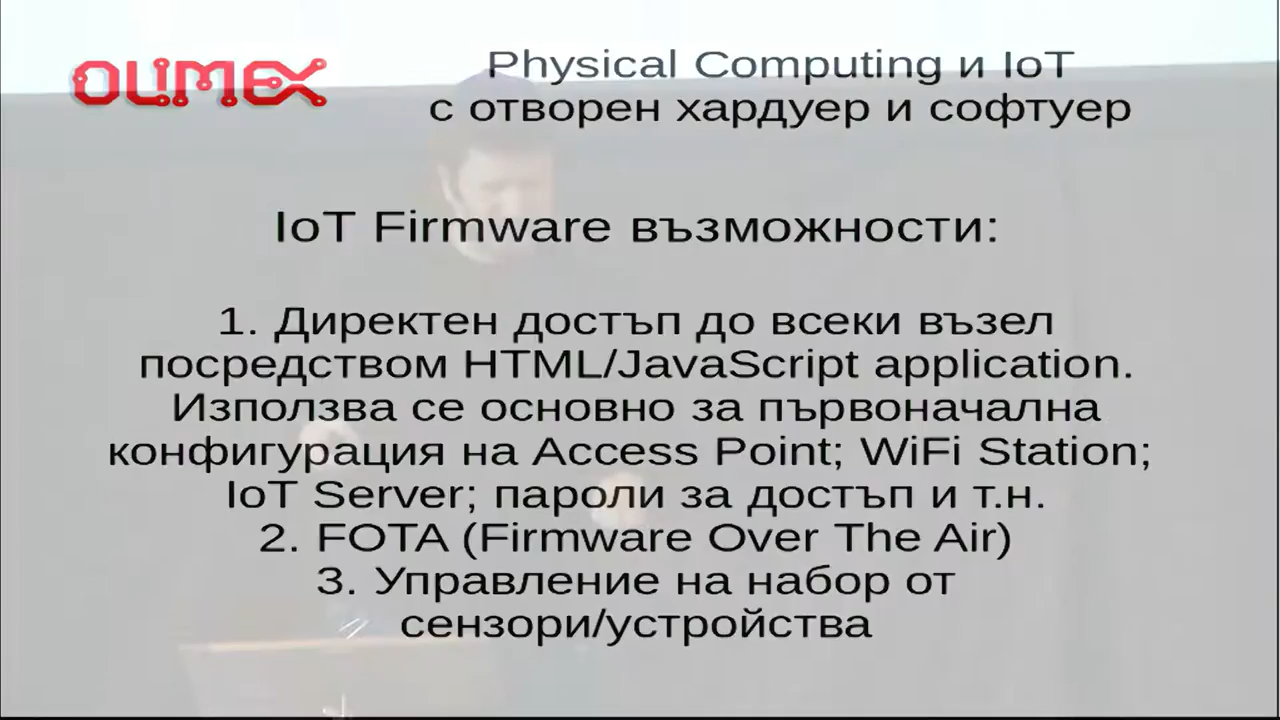 OLIMEX
Physical Computing и IoT
с отворен хардуер и софтуер
IoT Firmware възможности:
1. Директен достъп до всеки възел
посредством HTML/JavaScript application.
Използва се основно за първоначална
конфигурация на Access Point; WiFi Station;
IoT Server; пароли за достъп и т.н.
2. FOTA (Firmware Over The Air)
3. Управление на набор от
сензори/устройства